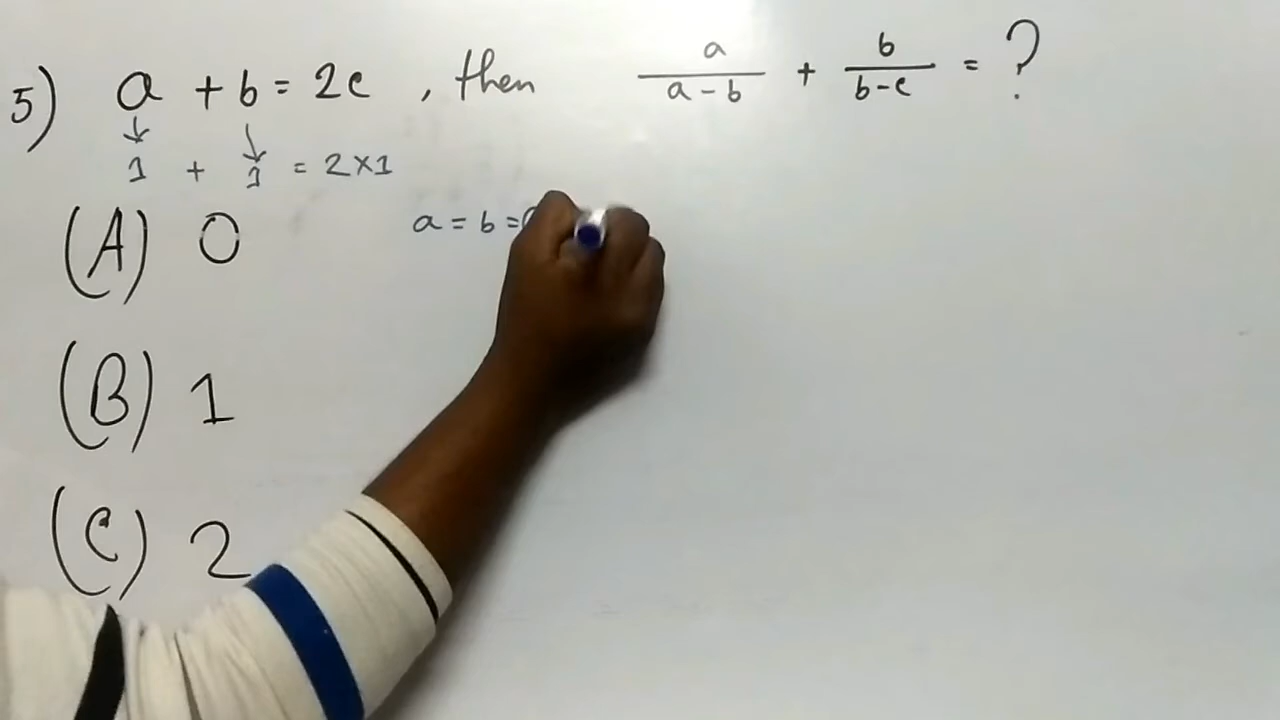 5) a + b = 2c , then a/(a-b) + b/(b-c) = ?
↓ ↓
1 + 1 = 2×1
a = b =
(A) 0
(B) 1
(C) 2